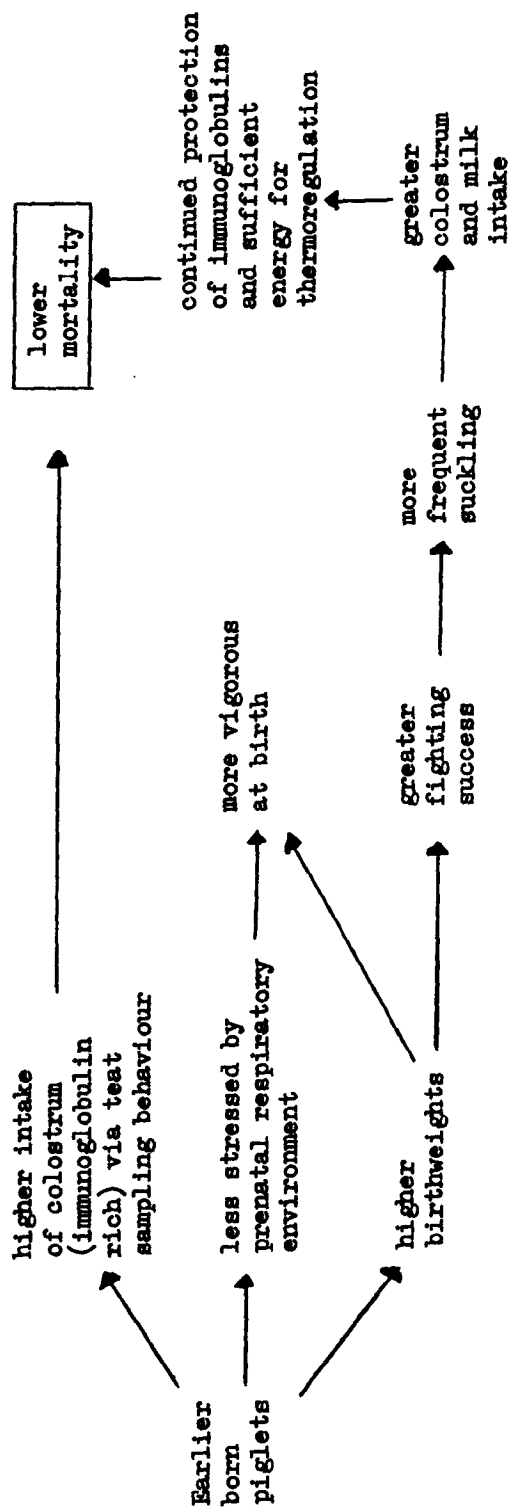 Earlier
born
piglets
higher intake
of colostrum
(immunoglobulin
rich) via teat
sampling behaviour
less stressed by
prenatal respiratory
environment
higher
birthweights
more vigorous
at birth
greater
fighting
success
more
frequent
suckling
greater
colostrum
and milk
intake
continued protection
of immunoglobulins
and sufficient
energy for
thermoregulation
lower
mortality